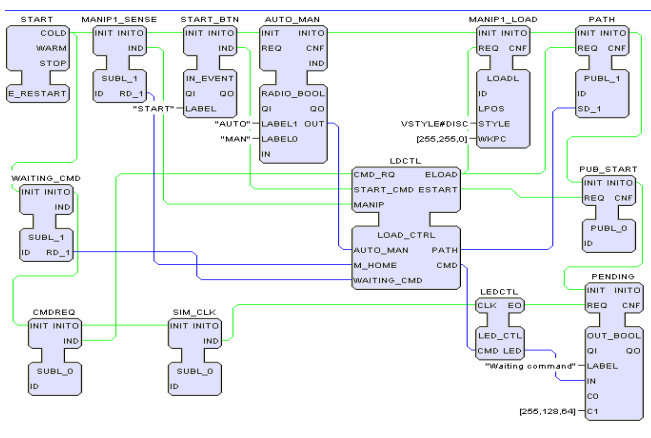 START
COLD
WARM
STOP
E_RESTART
MANIP1_SENSE
INIT INITO
IND
SUBL_1
ID RD_1
START_BTN
INIT INITO
IND
IN_EVENT
QI QO
"START" LABEL
AUTO_MAN
INIT INITO
REQ CNF
IND
RADIO_BOOL
QI QO
"AUTO" LABEL1 OUT
"MAN" LABEL0
IN
MANIP1_LOAD
INIT INITO
REQ CNF
LOADL
ID
LPOS
VSTYLE#DISC STYLE
[255,255,0] WKPC
PATH
INIT INITO
REQ CNF
PUBL_1
ID
SD_1
WAITING_CMD
INIT INITO
IND
SUBL_1
ID RD_1
LDCTL
CMD_RQ ELOAD
START_CMD ESTART
MANIP
LOAD_CTRL
AUTO_MAN PATH
M_HOME CMD
WAITING_CMD
PUB_START
INIT INITO
REQ CNF
PUBL_0
ID
CMDREQ
INIT INITO
IND
SUBL_0
ID
SIM_CLK
INIT INITO
IND
SUBL_0
ID
LEDCTL
CLK EO
LED_CTL
CMD LED
PENDING
INIT INITO
REQ CNF
OUT_BOOL
QI QO
"Waiting command" LABEL
IN
C0
[255,128,64] C1